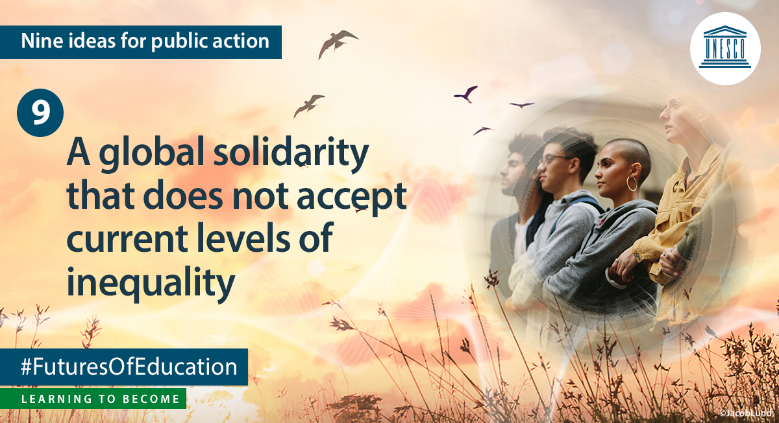 Nine ideas for public action
UNESCO
9
A global solidarity
that does not accept
current levels of
inequality
#FuturesOfEducation
LEARNING TO BECOME
©JacobLund